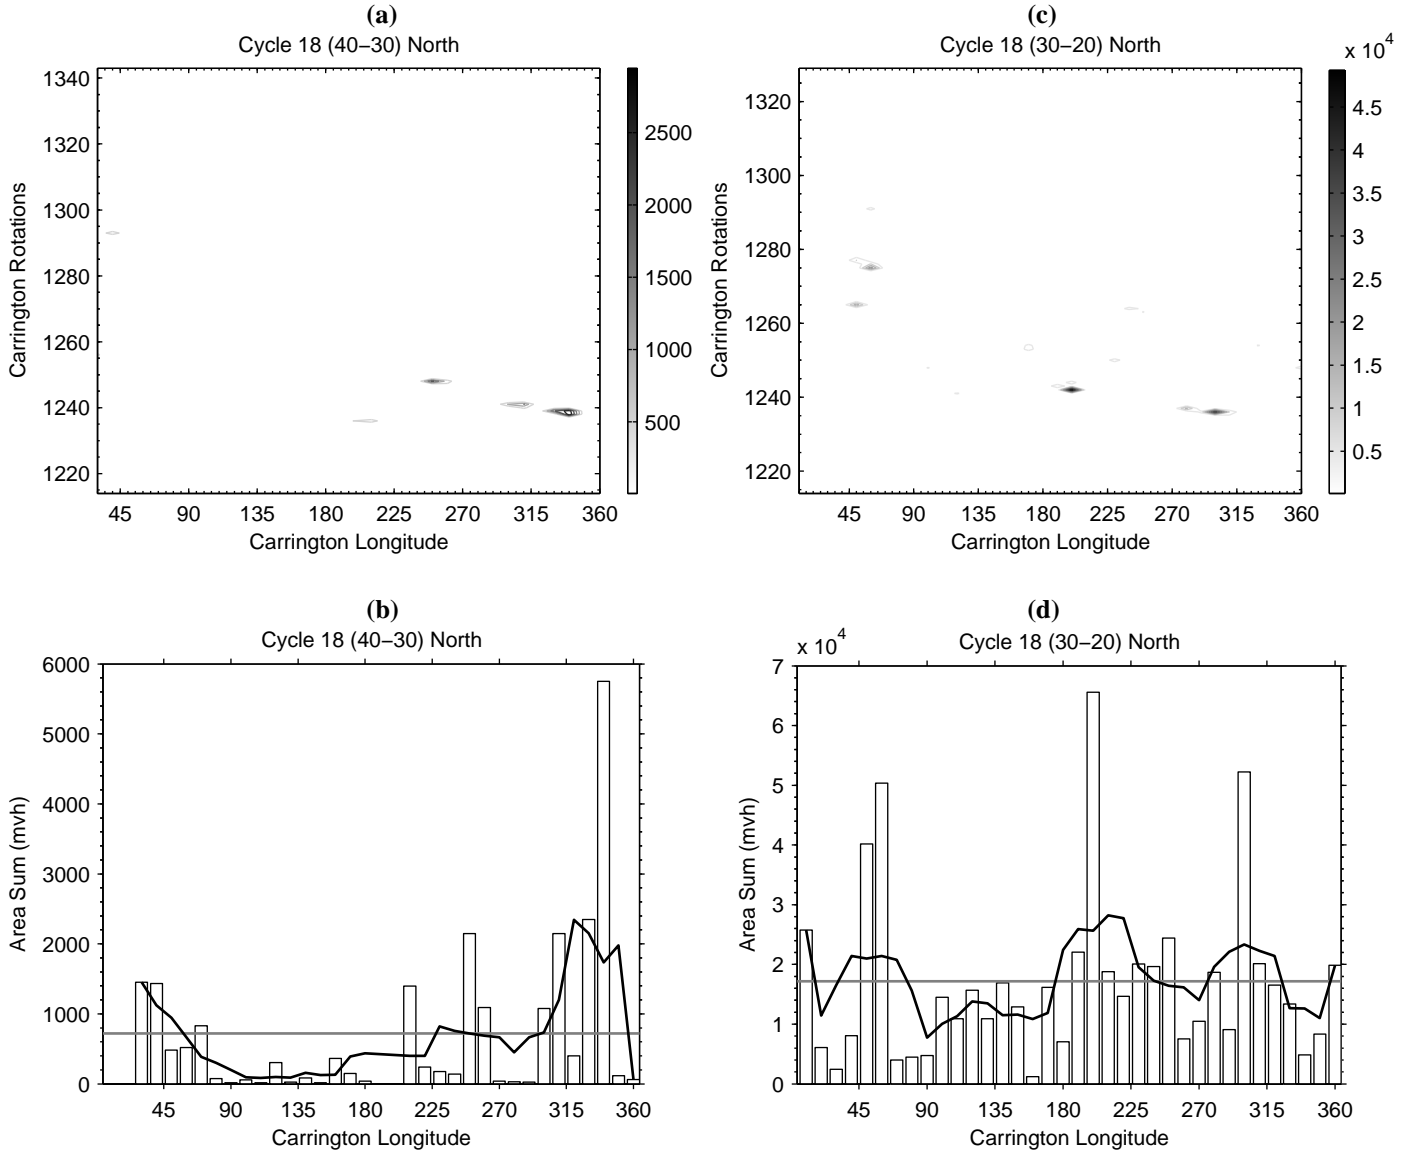 (a)
Cycle 18 (40−30) North
1340
1320
1300
1280
1260
1240
1220
Carrington Rotations
45 90 135 180 225 270 315 360
Carrington Longitude
2500
2000
1500
1000
500
(c)
Cycle 18 (30−20) North
x 10^4
1320
1300
1280
1260
1240
1220
Carrington Rotations
45 90 135 180 225 270 315 360
Carrington Longitude
4.5
4
3.5
3
2.5
2
1.5
1
0.5
(b)
Cycle 18 (40−30) North
6000
5000
4000
3000
2000
1000
0
Area Sum (mvh)
45 90 135 180 225 270 315 360
Carrington Longitude
(d)
x 10^4
Cycle 18 (30−20) North
7
6
5
4
3
2
1
0
Area Sum (mvh)
45 90 135 180 225 270 315 360
Carrington Longitude